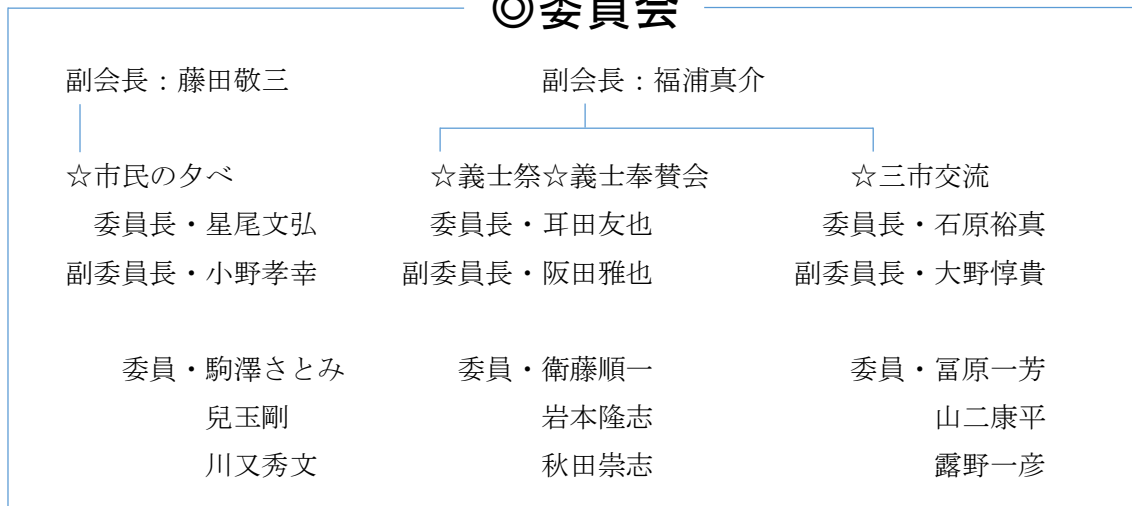 ◎委員会
副会長：藤田敬三
副会長：福浦真介
☆市民の夕べ
委員長・星尾文弘
副委員長・小野孝幸
委員・駒澤さとみ
兒玉剛
川又秀文
☆義士祭☆義士奉賛会
委員長・耳田友也
副委員長・阪田雅也
委員・衛藤順一
岩本隆志
秋田崇志
☆三市交流
委員長・石原裕真
副委員長・大野惇貴
委員・冨原一芳
山二康平
露野一彦